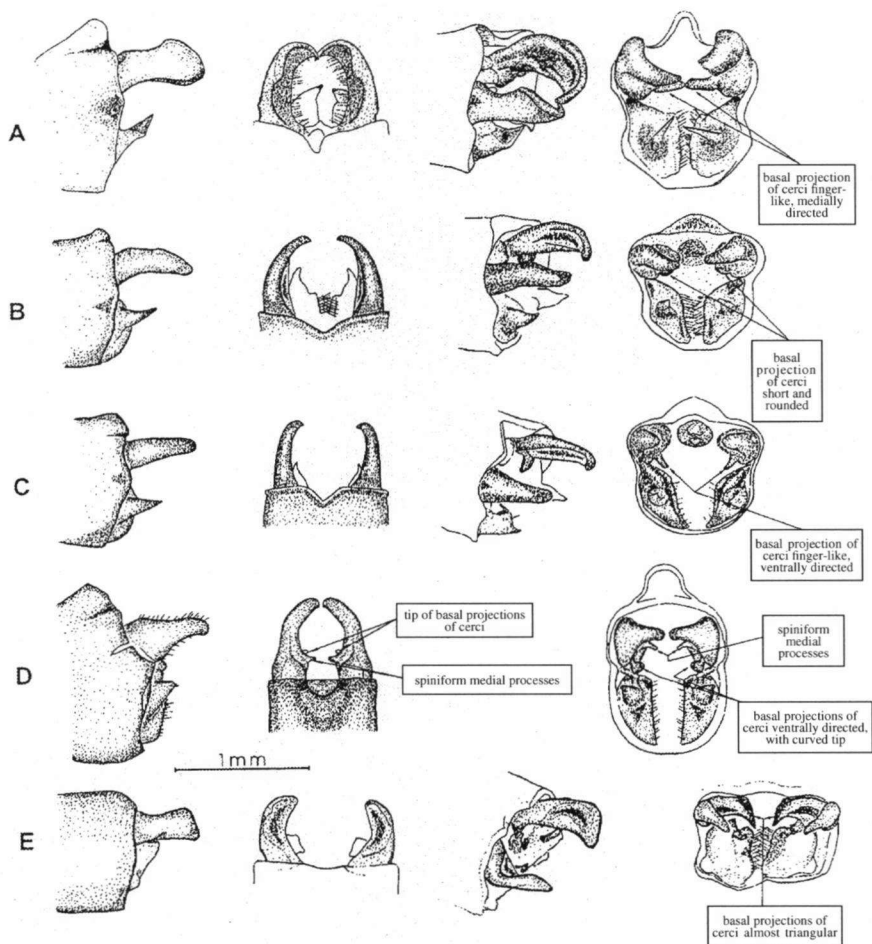 A
basal projection
of cerci finger-
like, medially
directed
B
basal
projection
of cerci
short and
rounded
C
basal projection of
cerci finger-like,
ventrally directed
D
tip of basal projections
of cerci
spiniform medial processes
spiniform
medial
processes
basal projections of
cerci ventrally directed,
with curved tip
1mm
E
basal projections of
cerci almost triangular